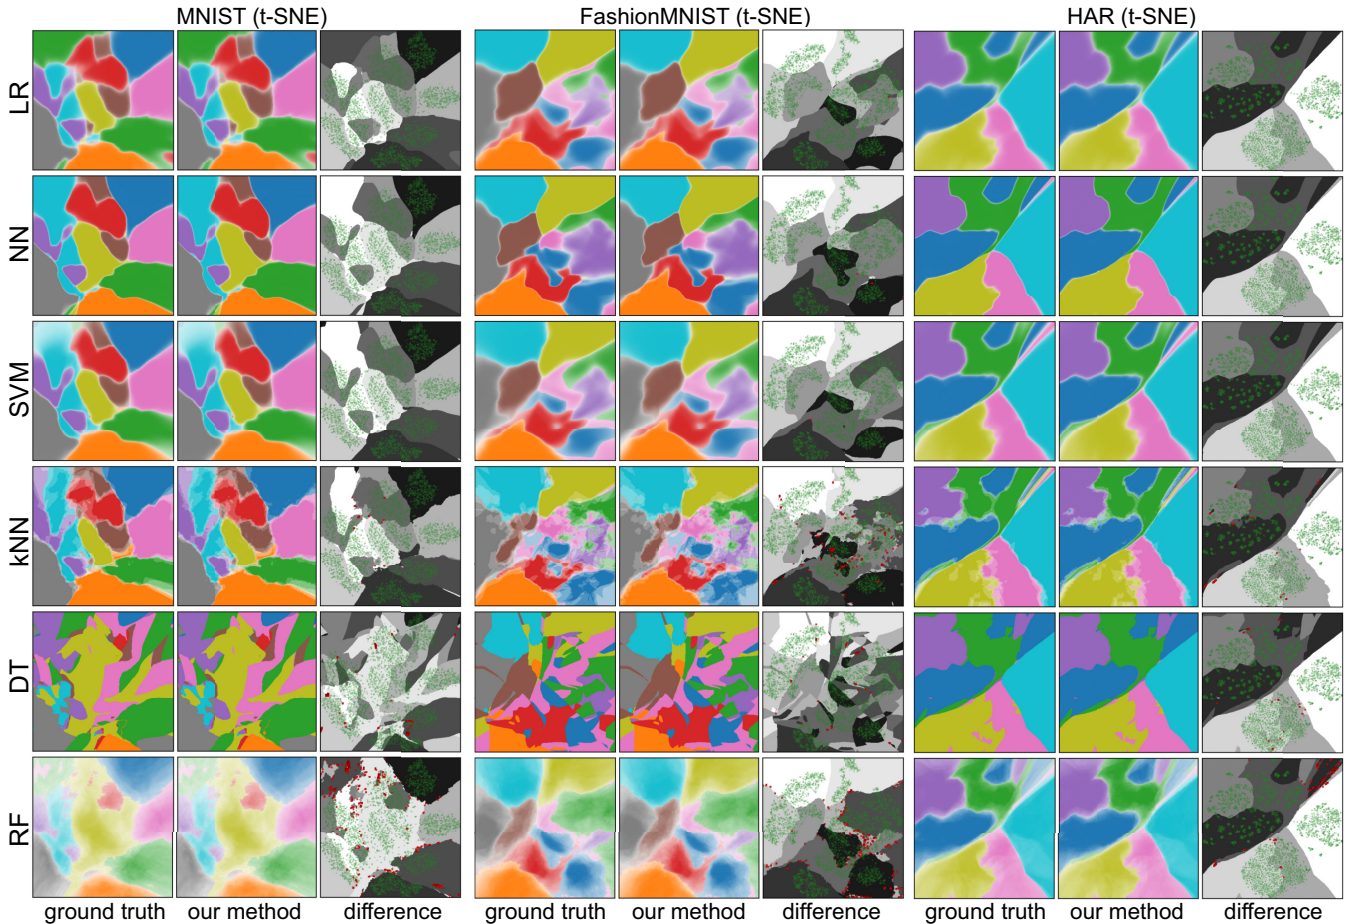 MNIST (t-SNE) FashionMNIST (t-SNE) HAR (t-SNE)
LR
NN
SVM
kNN
DT
RF
ground truth our method difference ground truth our method difference ground truth our method difference